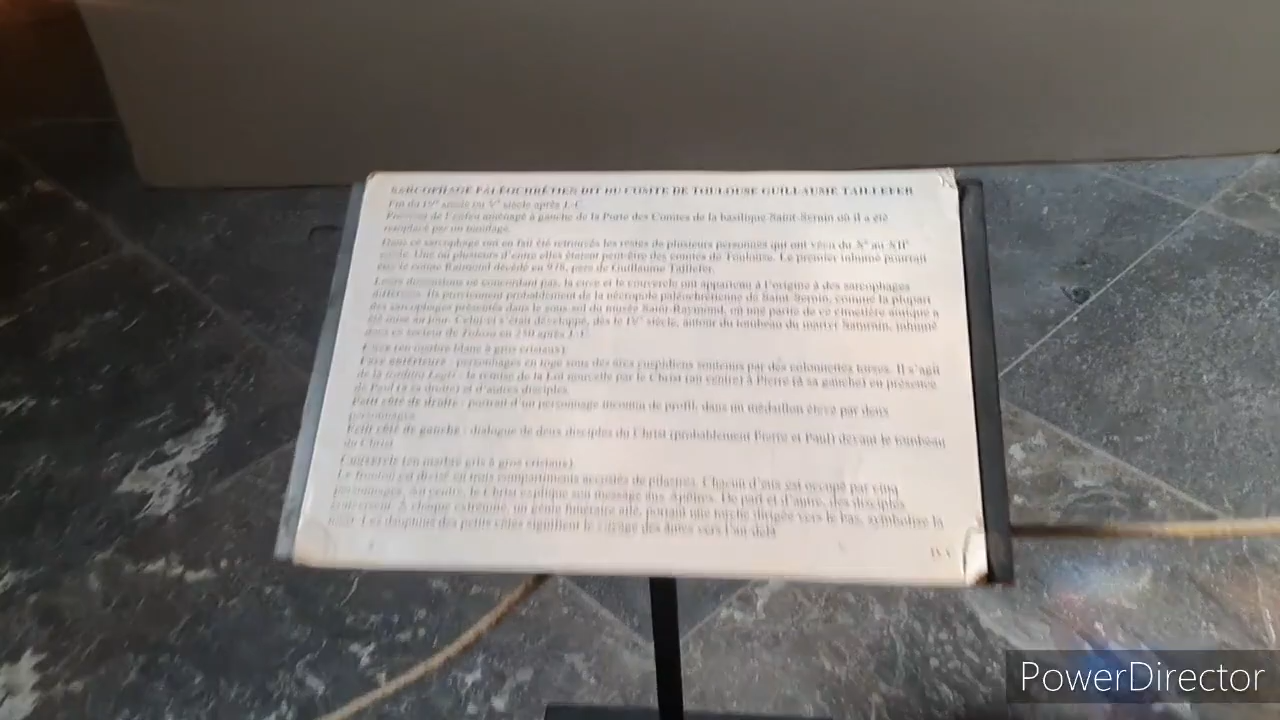 SARCOPHAGE PALÉOCHRÉTIEN DIT DU COMTE DE TOULOUSE GUILLAUME TAILLEFER
Fin du IVe siècle ou Ve siècle après J.-C.
Provient de l'enfeu aménagé à gauche de la Porte des Comtes de la basilique Saint-Sernin où il a été
remplacé par un moulage.
Dans ce sarcophage ont en fait été retrouvés les restes de plusieurs personnes qui ont vécu du Xe au XIIe
siècle. Une ou plusieurs d'entre elles étaient peut-être des comtes de Toulouse. Le premier inhumé pourrait
être le comte Raimond décédé en 978, père de Guillaume Taillefer.
Leurs dimensions ne concordant pas, la cuve et le couvercle ont appartenu à l'origine à des sarcophages
différents. Ils proviennent probablement de la nécropole paléochrétienne de Saint-Sernin, comme la plupart
des sarcophages présentés dans le sous-sol du musée Saint-Raymond, où une partie de ce cimetière antique a
été mise au jour. Celui-ci s'était développé, dès le IVe siècle, autour du tombeau du martyr Saturnin, inhumé
dans ce secteur de Tolosa en 250 après J.-C.
Cuve (en marbre blanc à gros cristaux)
Face antérieure : personnages en toge sous des arcs cuspidiens soutenus par des colonnettes torses. Il s'agit
de la traditio Legis : la remise de la Loi nouvelle par le Christ (au centre) à Pierre (à sa gauche) en présence
de Paul (à sa droite) et d'autres disciples.
Petit côté de droite : portrait d'un personnage inconnu de profil, dans un médaillon élevé par deux
personnages.
Petit côté de gauche : dialogue de deux disciples du Christ (probablement Pierre et Paul) devant le tombeau
du Christ.
Couvercle (en marbre gris à gros cristaux)
Le fronton est divisé en trois compartiments accostés de pilastres. Chacun d'eux est occupé par cinq
personnages. Au centre, le Christ explique son message aux Apôtres. De part et d'autre, des disciples
A chaque extrémité, un génie funéraire ailé, portant une torche dirigée vers le bas, symbolise la
mort. Les dauphins des petits côtés signifient le voyage des âmes vers l'au-delà.
PowerDirector